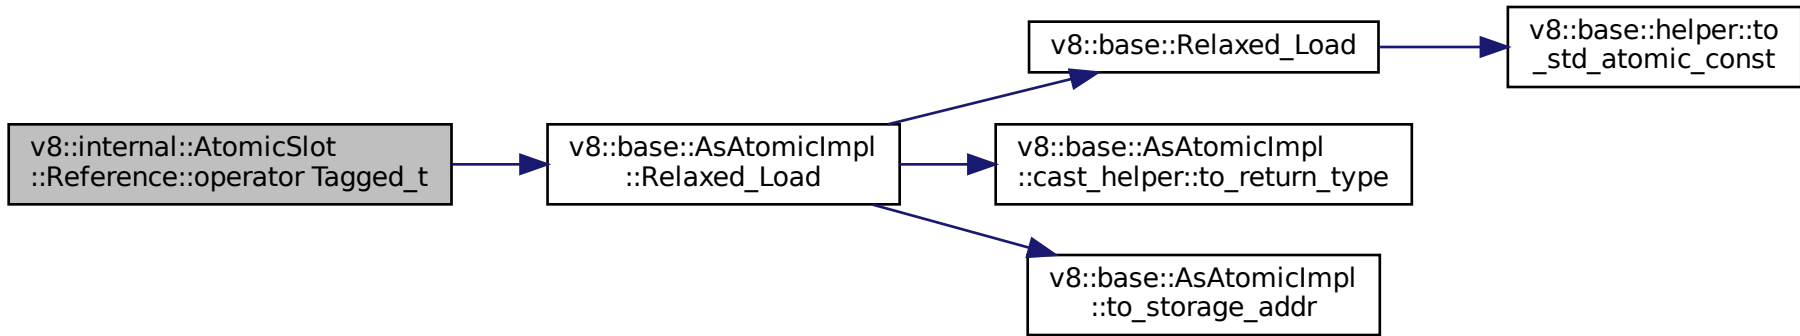 v8::internal::AtomicSlot
::Reference::operator Tagged_t
v8::base::AsAtomicImpl
::Relaxed_Load
v8::base::Relaxed_Load
v8::base::helper::to
_std_atomic_const
v8::base::AsAtomicImpl
::cast_helper::to_return_type
v8::base::AsAtomicImpl
::to_storage_addr